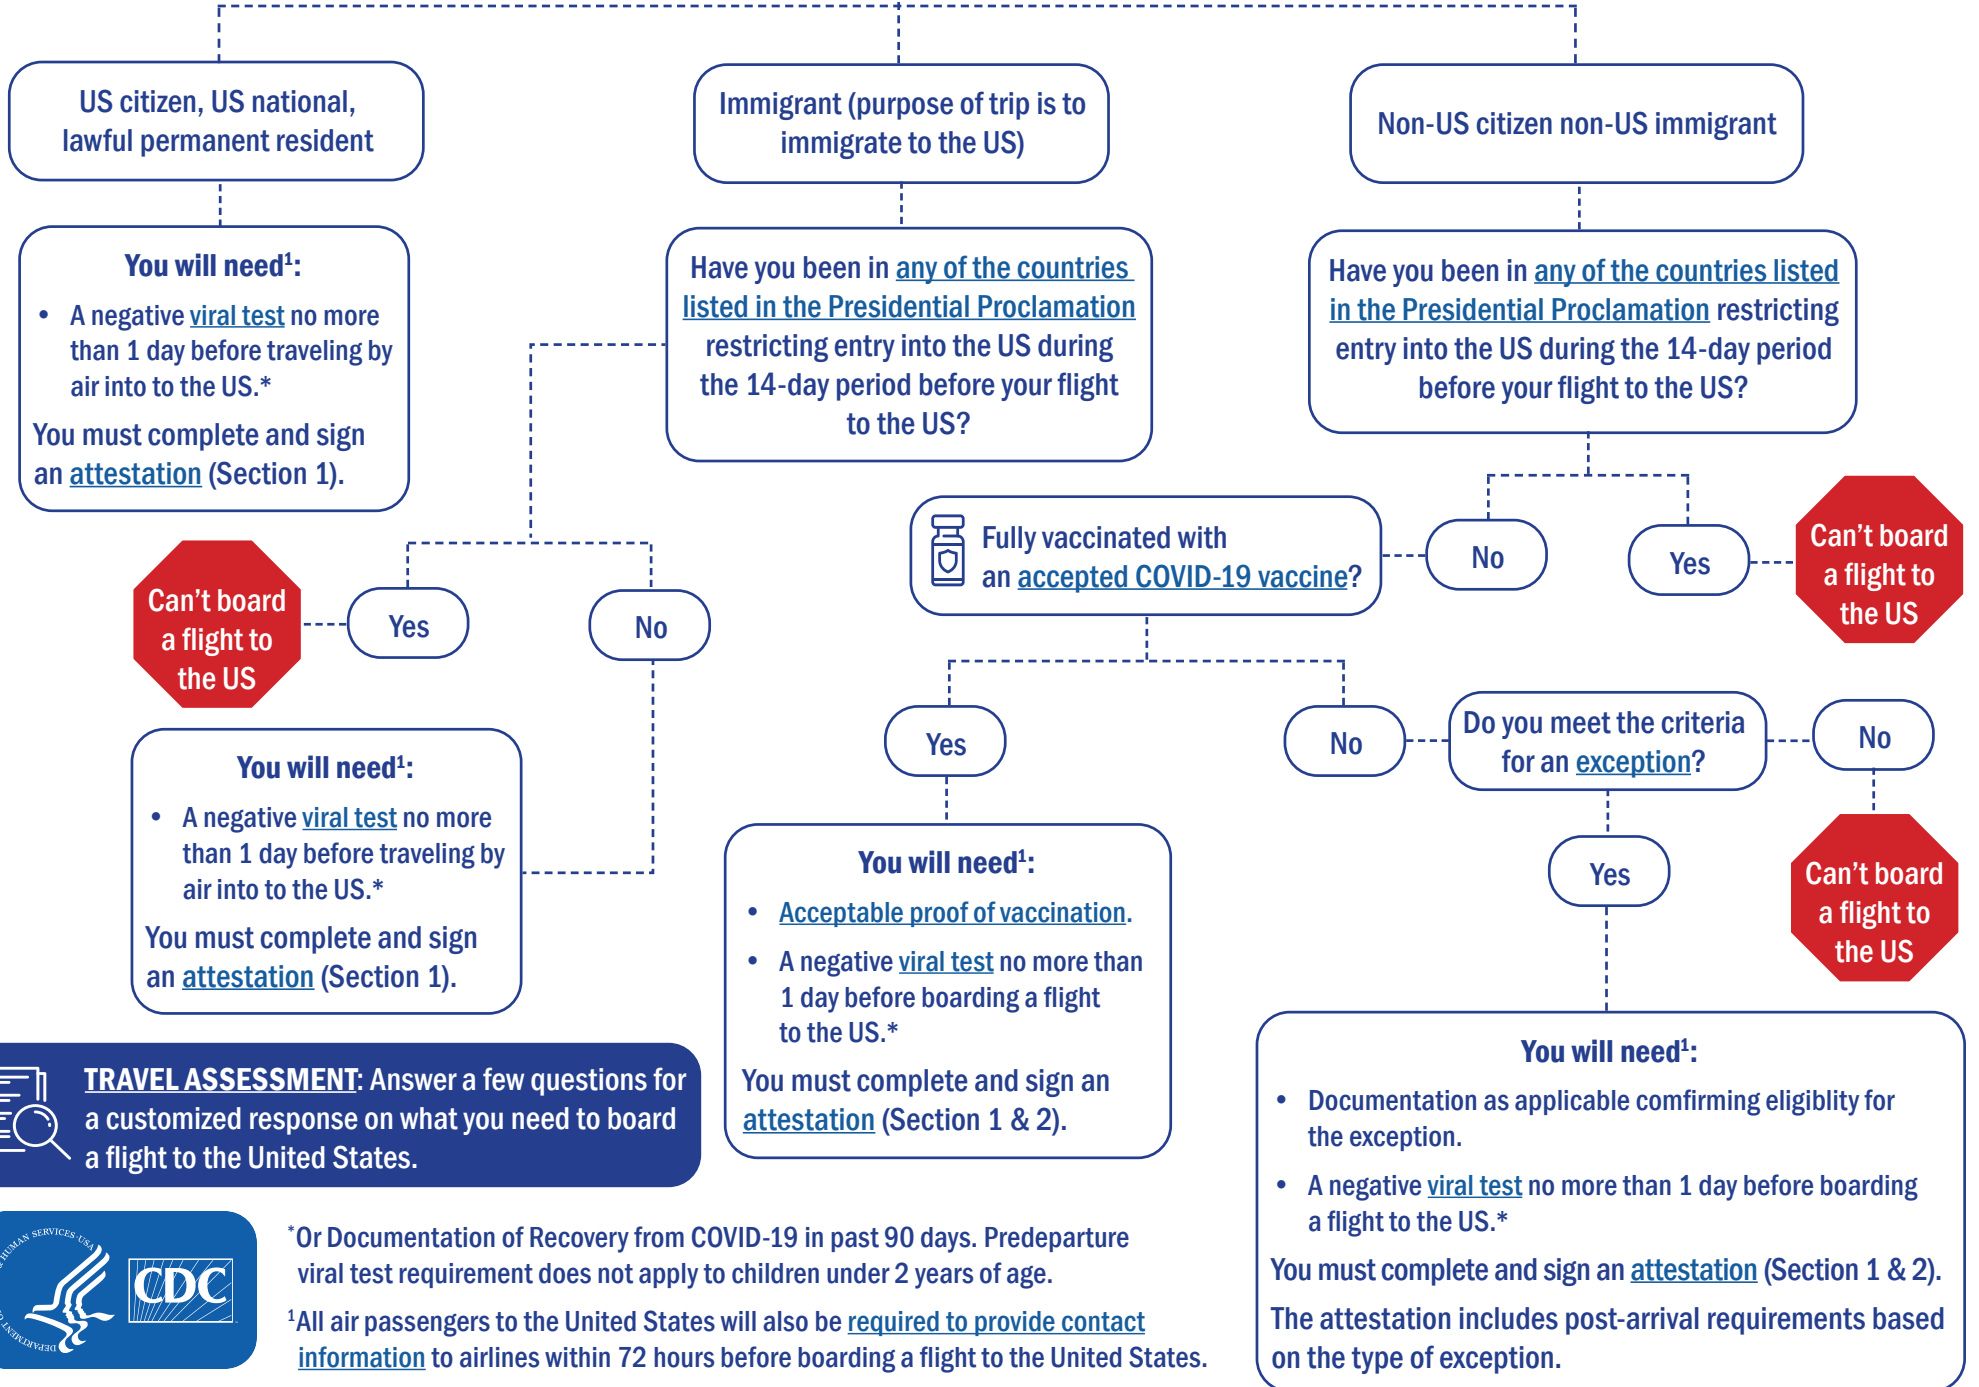 US citizen, US national,
lawful permanent resident
You will need¹:
• A negative viral test no more
than 1 day before traveling by
air into to the US.*
You must complete and sign
an attestation (Section 1).
Immigrant (purpose of trip is to
immigrate to the US)
Have you been in any of the countries
listed in the Presidential Proclamation
restricting entry into the US during
the 14-day period before your flight
to the US?
Yes
Can't board
a flight to
the US
No
You will need¹:
• A negative viral test no more
than 1 day before traveling by
air into to the US.*
You must complete and sign
an attestation (Section 1).
Non-US citizen non-US immigrant
Have you been in any of the countries listed
in the Presidential Proclamation restricting
entry into the US during the 14-day period
before your flight to the US?
Yes
Can't board
a flight to
the US
No
Fully vaccinated with
an accepted COVID-19 vaccine?
Yes
You will need¹:
• Acceptable proof of vaccination.
• A negative viral test no more than
1 day before boarding a flight
to the US.*
You must complete and sign an
attestation (Section 1 & 2).
No
Do you meet the criteria
for an exception?
No
Can't board
a flight to
the US
Yes
You will need¹:
• Documentation as applicable comfirming eligiblity for
the exception.
• A negative viral test no more than 1 day before boarding
a flight to the US.*
You must complete and sign an attestation (Section 1 & 2).
The attestation includes post-arrival requirements based
on the type of exception.
TRAVEL ASSESSMENT: Answer a few questions for
a customized response on what you need to board
a flight to the United States.
& HUMAN SERVICES·USA
DEPARTMENT OF
CDC
*Or Documentation of Recovery from COVID-19 in past 90 days. Predeparture
viral test requirement does not apply to children under 2 years of age.
¹All air passengers to the United States will also be required to provide contact
information to airlines within 72 hours before boarding a flight to the United States.